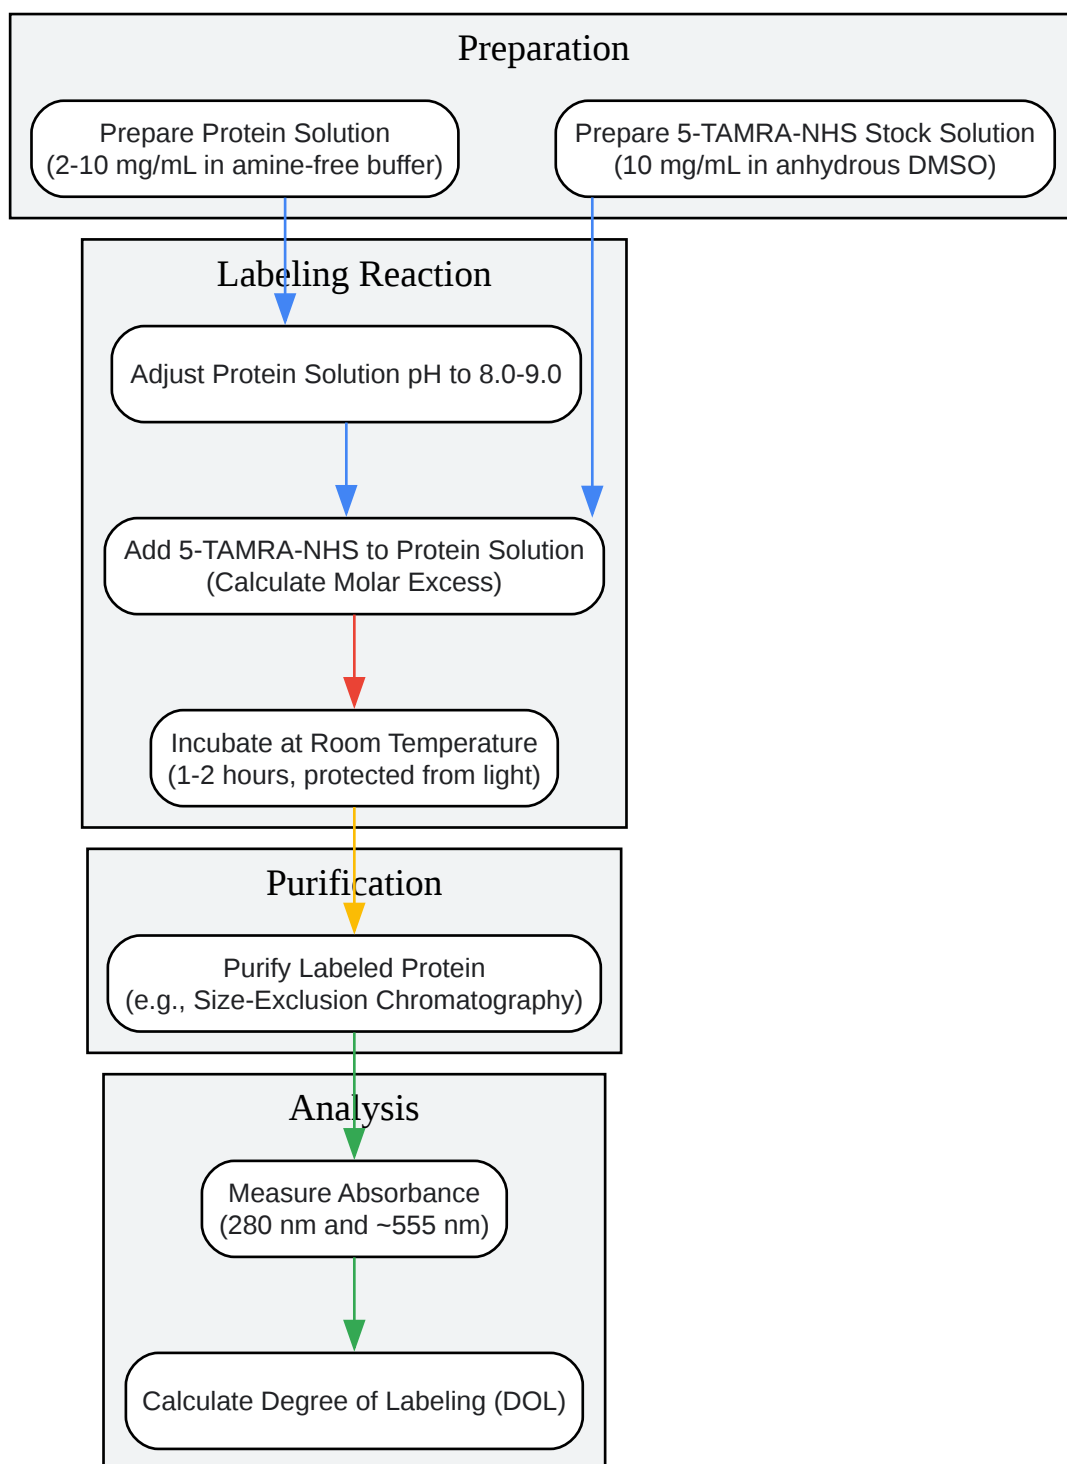 Preparation
Prepare Protein Solution
(2-10 mg/mL in amine-free buffer)
Prepare 5-TAMRA-NHS Stock Solution
(10 mg/mL in anhydrous DMSO)
Labeling Reaction
Adjust Protein Solution pH to 8.0-9.0
Add 5-TAMRA-NHS to Protein Solution
(Calculate Molar Excess)
Incubate at Room Temperature
(1-2 hours, protected from light)
Purification
Purify Labeled Protein
(e.g., Size-Exclusion Chromatography)
Analysis
Measure Absorbance
(280 nm and ~555 nm)
Calculate Degree of Labeling (DOL)